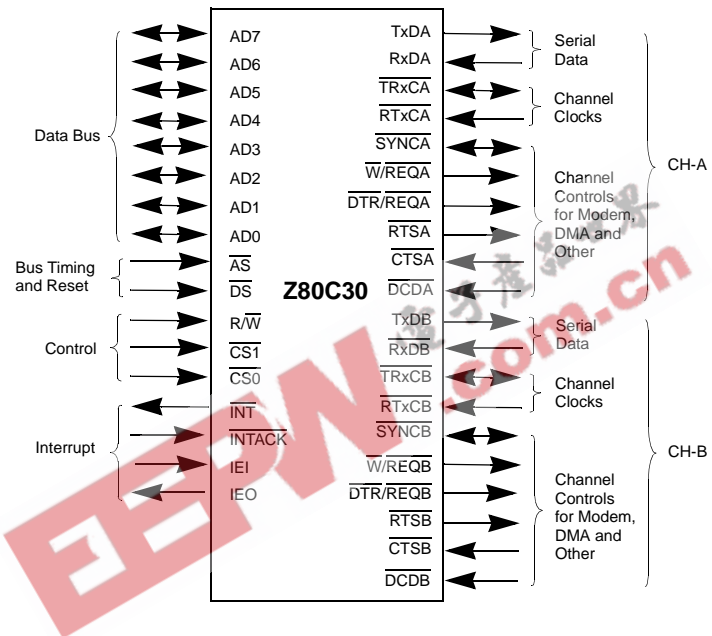 Data Bus
Bus Timing
and Reset
Control
Interrupt
AD7
AD6
AD5
AD4
AD3
AD2
AD1
AD0
AS
DS
R/W
CS1
CS0
INT
INTACK
IEI
IEO
Z80C30
TxDA
RxDA
TRxCA
RTxCA
SYNCA
W/REQA
DTR/REQA
RTSA
CTSA
DCDA
TxDB
RxDB
TRxCB
RTxCB
SYNCB
W/REQB
DTR/REQB
RTSB
CTSB
DCDB
Serial
Data
Channel
Clocks
Channel
Controls
for Modem,
DMA and
Other
CH-A
Serial
Data
Channel
Clocks
Channel
Controls
for Modem,
DMA and
Other
CH-B
EEPW.com.cn